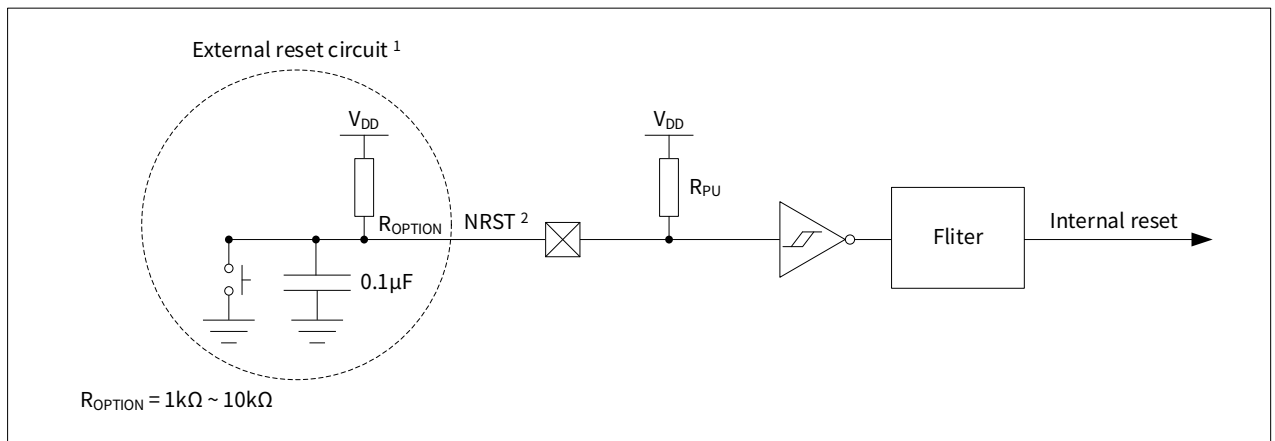 External reset circuit 1
VDD
VDD
ROPTION
NRST 2
RPU
Fliter
Internal reset
0.1µF
ROPTION = 1kΩ ~ 10kΩ